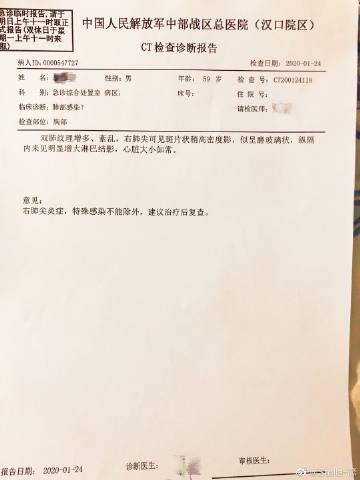 急诊临时报告,请于
明日上午十一时取正
式报告(双休日于星
期一上午十一时来
取)
中国人民解放军中部战区总医院(汉口院区)
CT检查诊断报告
病人ID:0000547727
检查日期:2020-01-24
姓 名:
性别:男
年 龄:59 岁
检 查 号:CT200124118
科 别:急诊综合处置室 病区:
床 号:
住 院 号:
临床诊断:肺部感染?
请检医师:
检查部位:胸部
双肺纹理增多、紊乱,右肺尖可见斑片状稍高密度影,似呈磨玻璃状,纵隔
内未见明显增大淋巴结影,心脏大小如常。
意见:
右肺尖炎症,特殊感染不能除外,建议治疗后复查。
报告日期:2020-01-24
诊断医生:
审核医生: